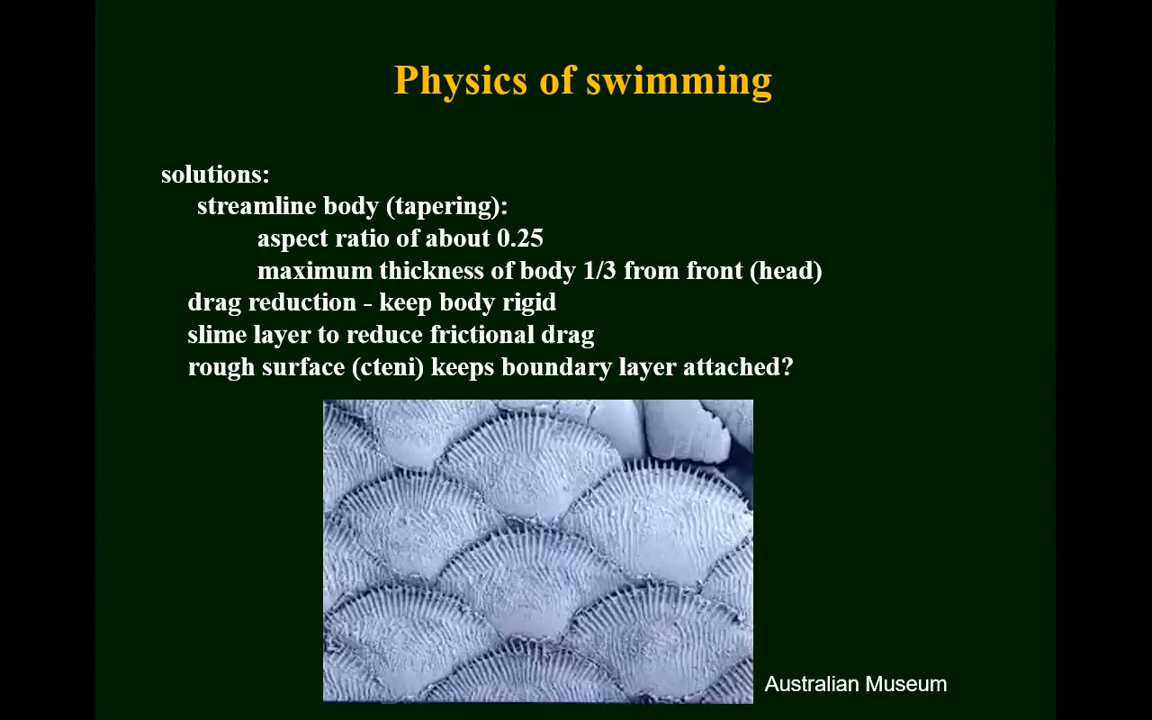 Physics of swimming
solutions:
streamline body (tapering):
aspect ratio of about 0.25
maximum thickness of body 1/3 from front (head)
drag reduction - keep body rigid
slime layer to reduce frictional drag
rough surface (cteni) keeps boundary layer attached?
Australian Museum